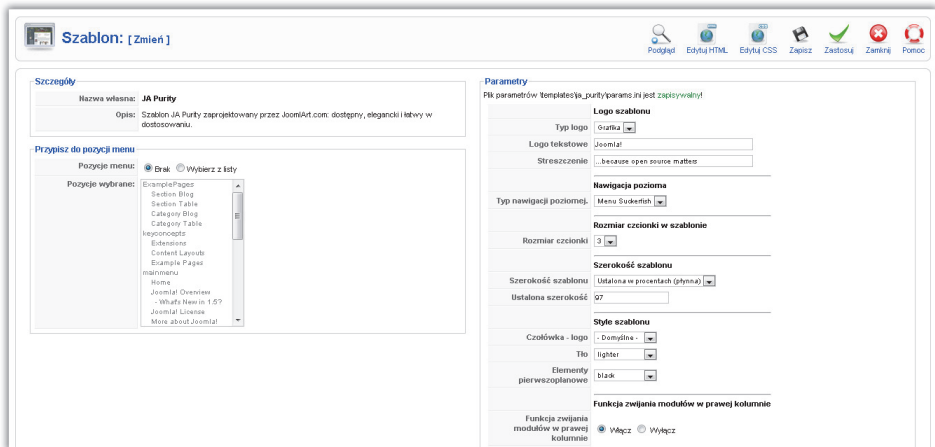 Szablon: [ Zmień ]
Podgląd Edytuj HTML Edytuj CSS Zapisz Zastosuj Zamknij Pomoc
Szczegóły
Nazwa własna: JA Purity
Opis: Szablon JA Purity zaprojektowany przez JoomlArt.com: dostępny, elegancki i łatwy w
dostosowaniu.
Przypisz do pozycji menu
Pozycje menu: Brak Wybierz z listy
Pozycje wybrane:
ExamplePages
Section Blog
Section Table
Category Blog
Category Table
keyconcepts
Extensions
Content Layouts
Example Pages
mainmenu
Home
Joomla! Overview
- What's New in 1.5?
Joomla! License
More about Joomla!
Parametry
Plik parametrów \templates\ja_purity\params.ini jest zapisywalny!
Logo szablonu
Typ logo Grafika
Logo tekstowe Joomla!
Streszczenie ...because open source matters
Nawigacja pozioma
Typ nawigacji poziomej. Menu Suckerfish
Rozmiar czcionki w szablonie
Rozmiar czcionki 3
Szerokość szablonu
Szerokość szablonu Ustalona w procentach (płynna)
Ustalona szerokość 97
Style szablonu
Czołówka - logo - Domyślne -
Tło lighter
Elementy
pierwszoplanowe black
Funkcja zwijania modułów w prawej kolumnie
Funkcja zwijania
modułów w prawej
kolumnie
Włącz Wyłącz